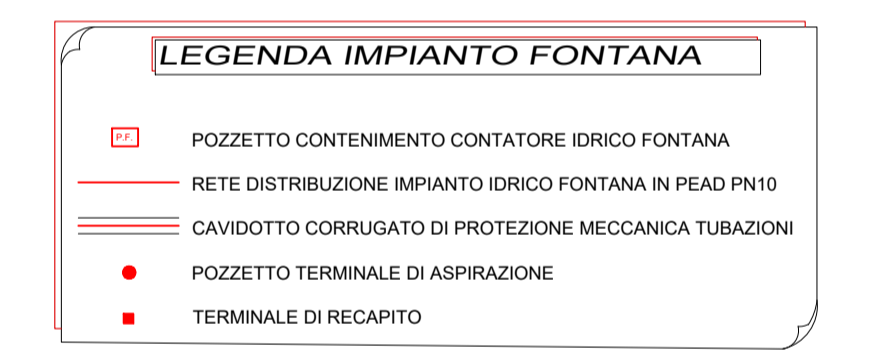 LEGENDA IMPIANTO FONTANA
P.F. POZZETTO CONTENIMENTO CONTATORE IDRICO FONTANA
RETE DISTRIBUZIONE IMPIANTO IDRICO FONTANA IN PEAD PN10
CAVIDOTTO CORRUGATO DI PROTEZIONE MECCANICA TUBAZIONI
POZZETTO TERMINALE DI ASPIRAZIONE
TERMINALE DI RECAPITO